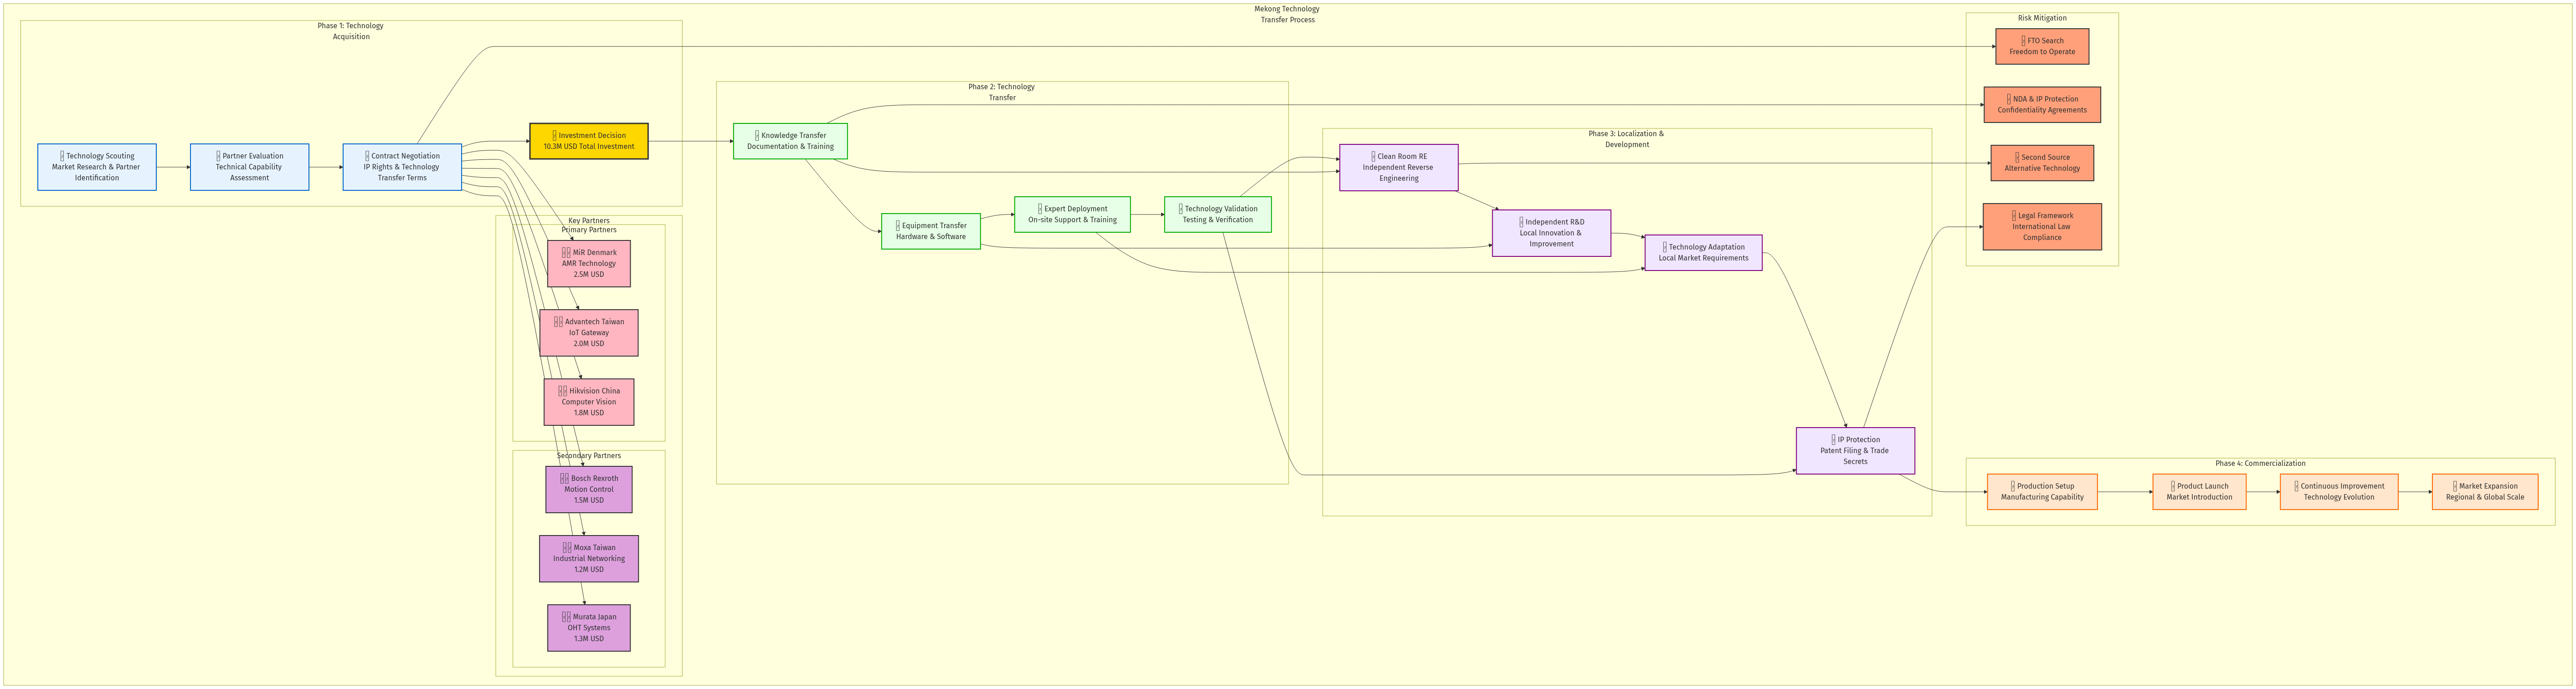 Mekong Technology
Transfer Process
Phase 1: Technology
Acquisition
Technology Scouting
Market Research & Partner
Identification
Partner Evaluation
Technical Capability
Assessment
Contract Negotiation
IP Rights & Technology
Transfer Terms
Investment Decision
10.3M USD Total Investment
Key Partners
Primary Partners
MiR Denmark
AMR Technology
2.5M USD
Advantech Taiwan
IoT Gateway
2.0M USD
Hikvision China
Computer Vision
1.8M USD
Secondary Partners
Bosch Rexroth
Motion Control
1.5M USD
Moxa Taiwan
Industrial Networking
1.2M USD
Murata Japan
OHT Systems
1.3M USD
Phase 2: Technology
Transfer
Knowledge Transfer
Documentation & Training
Equipment Transfer
Hardware & Software
Expert Deployment
On-site Support & Training
Technology Validation
Testing & Verification
Phase 3: Localization &
Development
Clean Room RE
Independent Reverse
Engineering
Independent R&D
Local Innovation &
Improvement
Technology Adaptation
Local Market Requirements
IP Protection
Patent Filing & Trade
Secrets
Risk Mitigation
FTO Search
Freedom to Operate
NDA & IP Protection
Confidentiality Agreements
Second Source
Alternative Technology
Legal Framework
International Law
Compliance
Phase 4: Commercialization
Production Setup
Manufacturing Capability
Product Launch
Market Introduction
Continuous Improvement
Technology Evolution
Market Expansion
Regional & Global Scale